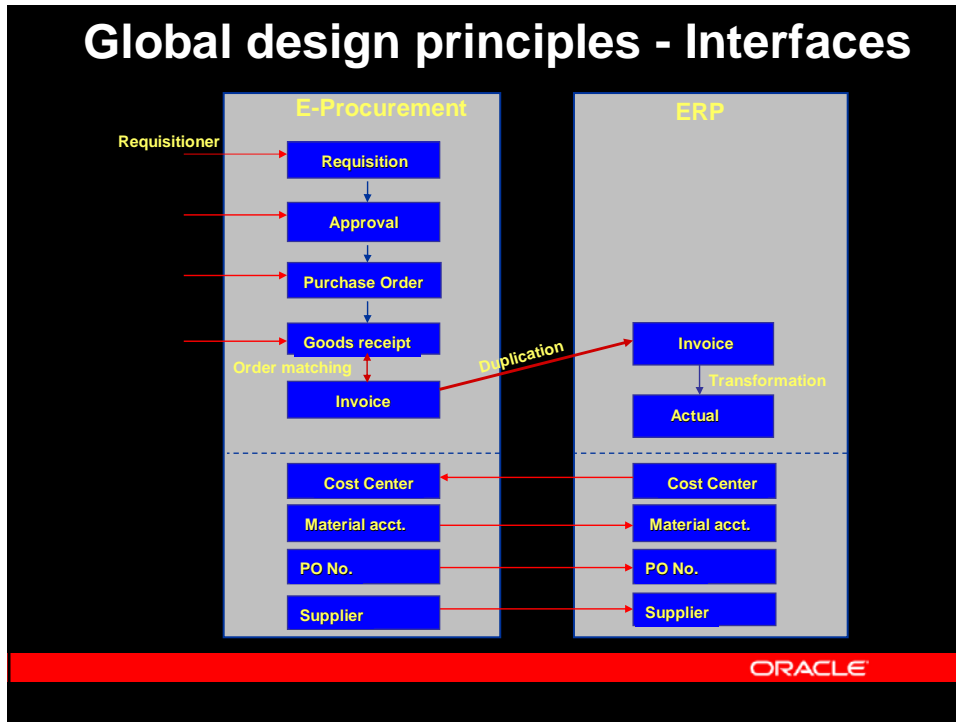 Global design principles - Interfaces
E-Procurement
ERP
Requisitioner
Requisition
Approval
Purchase Order
Goods receipt
Order matching
Invoice
Duplication
Invoice
Transformation
Actual
Cost Center
Cost Center
Material acct.
Material acct.
PO No.
PO No.
Supplier
Supplier
ORACLE